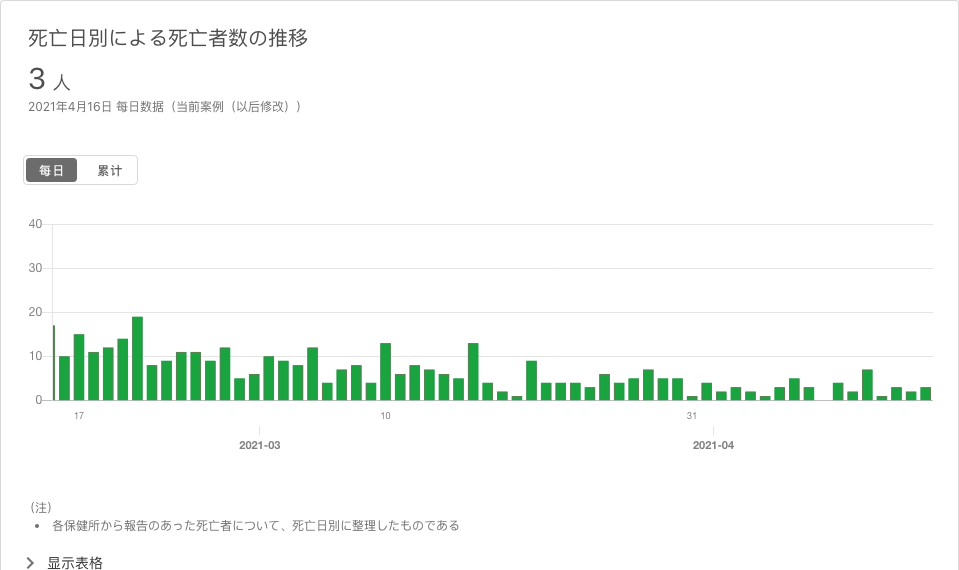 死亡日別による死亡者数の推移
3 人
2021年4月16日 每日数据（当前案例（以后修改））
每日 累计
40
30
20
10
0
17 10 31
2021-03 2021-04
（注）
• 各保健所から報告のあった死亡者について、死亡日別に整理したものである
显示表格